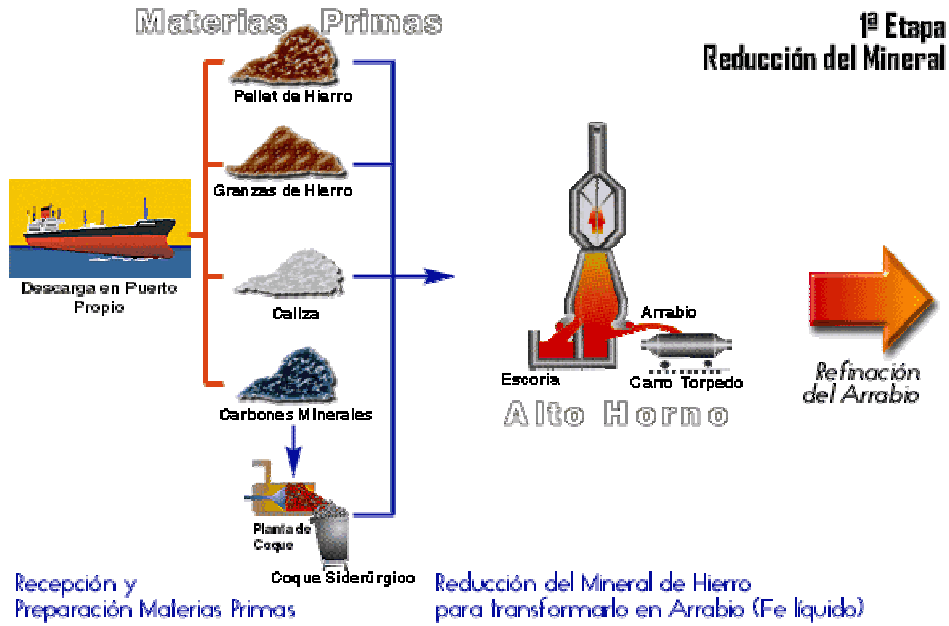 Materias Primas
1ª Etapa
Reducción del Mineral
Pellet de Hierro
Granzas de Hierro
Descarga en Puerto
Propio
Caliza
Carbones Minerales
Planta de
Coque
Coque Siderúrgico
Arrabio
Escoria
Carro Torpedo
Alto Horno
Refinación
del Arrabio
Recepción y
Preparación Materias Primas
Reducción del Mineral de Hierro
para transformarlo en Arrabio (Fe líquido)